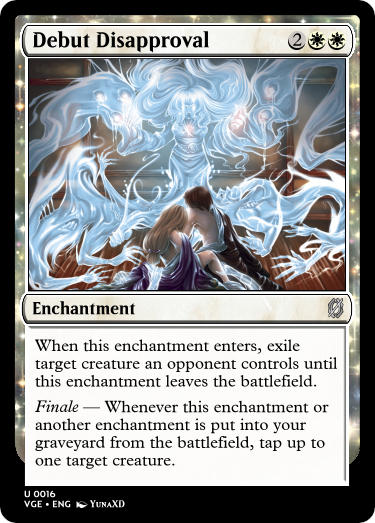 Debut Disapproval 2
Enchantment
When this enchantment enters, exile
target creature an opponent controls until
this enchantment leaves the battlefield.
Finale — Whenever this enchantment or
another enchantment is put into your
graveyard from the battlefield, tap up to
one target creature.
U 0016
VGE • ENG YunaXD